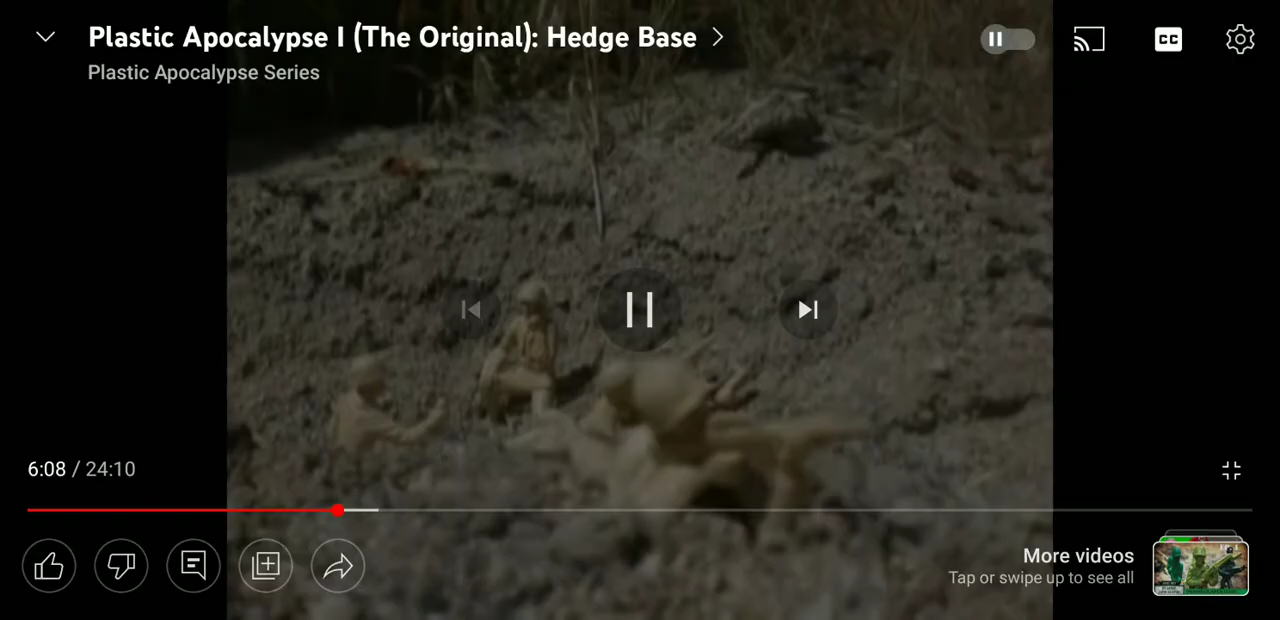 Plastic Apocalypse I (The Original): Hedge Base
Plastic Apocalypse Series
CC
6:08 / 24:10
More videos
Tap or swipe up to see all